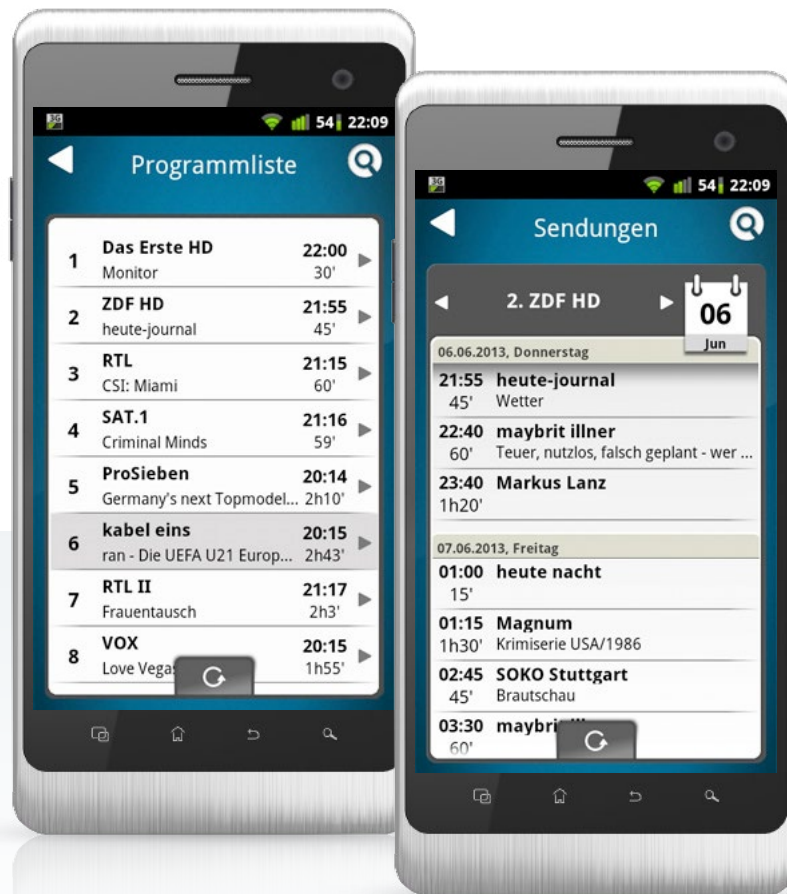 3G
54 22:09
Programmliste
1 Das Erste HD 22:00
Monitor 30'
2 ZDF HD 21:55
heute-journal 45'
3 RTL 21:15
CSI: Miami 60'
4 SAT.1 21:16
Criminal Minds 59'
5 ProSieben 20:14
Germany's next Topmodel... 2h10'
6 kabel eins 20:15
ran - Die UEFA U21 Europ... 2h43'
7 RTL II 21:17
Frauentausch 2h3'
8 VOX 20:15
Love Vegas 1h55'
3G
54 22:09
Sendungen
2. ZDF HD
06
Jun
06.06.2013, Donnerstag
21:55 heute-journal
45' Wetter
22:40 maybrit illner
60' Teuer, nutzlos, falsch geplant - wer ...
23:40 Markus Lanz
1h20'
07.06.2013, Freitag
01:00 heute nacht
15'
01:15 Magnum
1h30' Krimiserie USA/1986
02:45 SOKO Stuttgart
45' Brautschau
03:30 maybrit
60'